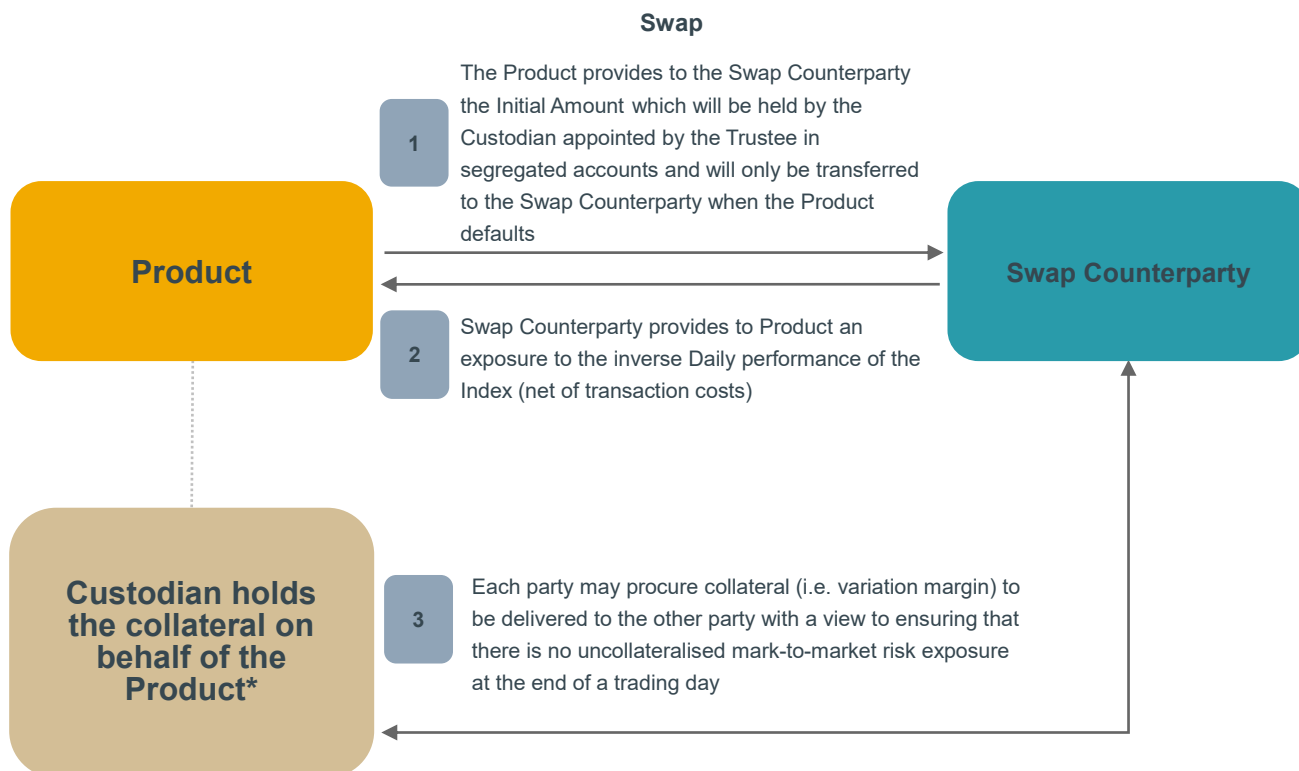 Swap
The Product provides to the Swap Counterparty
the Initial Amount which will be held by the
Custodian appointed by the Trustee in
segregated accounts and will only be transferred
to the Swap Counterparty when the Product
defaults
1
Product
Swap Counterparty
2
Swap Counterparty provides to Product an
exposure to the inverse Daily performance of the
Index (net of transaction costs)
Custodian holds
the collateral on
behalf of the
Product*
3
Each party may procure collateral (i.e. variation margin) to
be delivered to the other party with a view to ensuring that
there is no uncollateralised mark-to-market risk exposure
at the end of a trading day